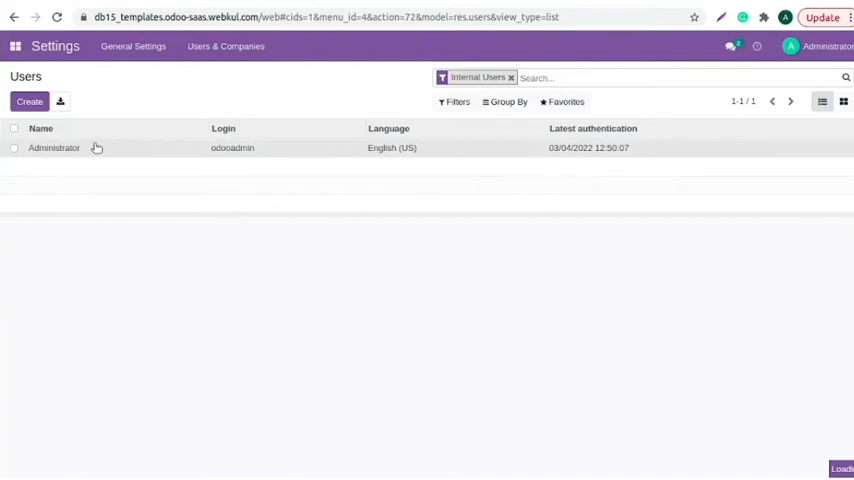 db15_templates.odoo-saas.webkul.com/web#cids=1&menu_id=4&action=72&model=res.users&view_type=list A Update
Settings General Settings Users & Companies 2 A Administrator
Users Internal Users Search...
Create Filters Group By Favorites 1-1 / 1
Name Login Language Latest authentication
Administrator odooadmin English (US) 03/04/2022 12:50:07
Loadi